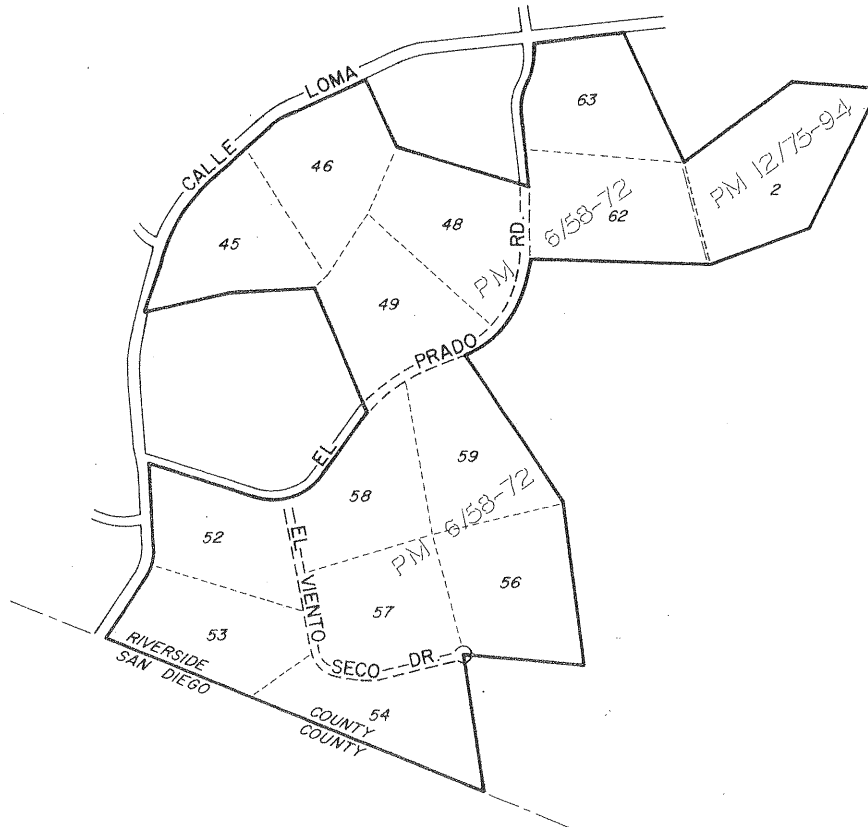 CALLE LOMA
63
46
PM 12/75-94
2
45
48
RD
PM 6/58-72
62
49
EL PRADO
59
58
PM 6/58-72
52
EL VIENTO SECO DR.
56
57
53
RIVERSIDE COUNTY
SAN DIEGO COUNTY
54